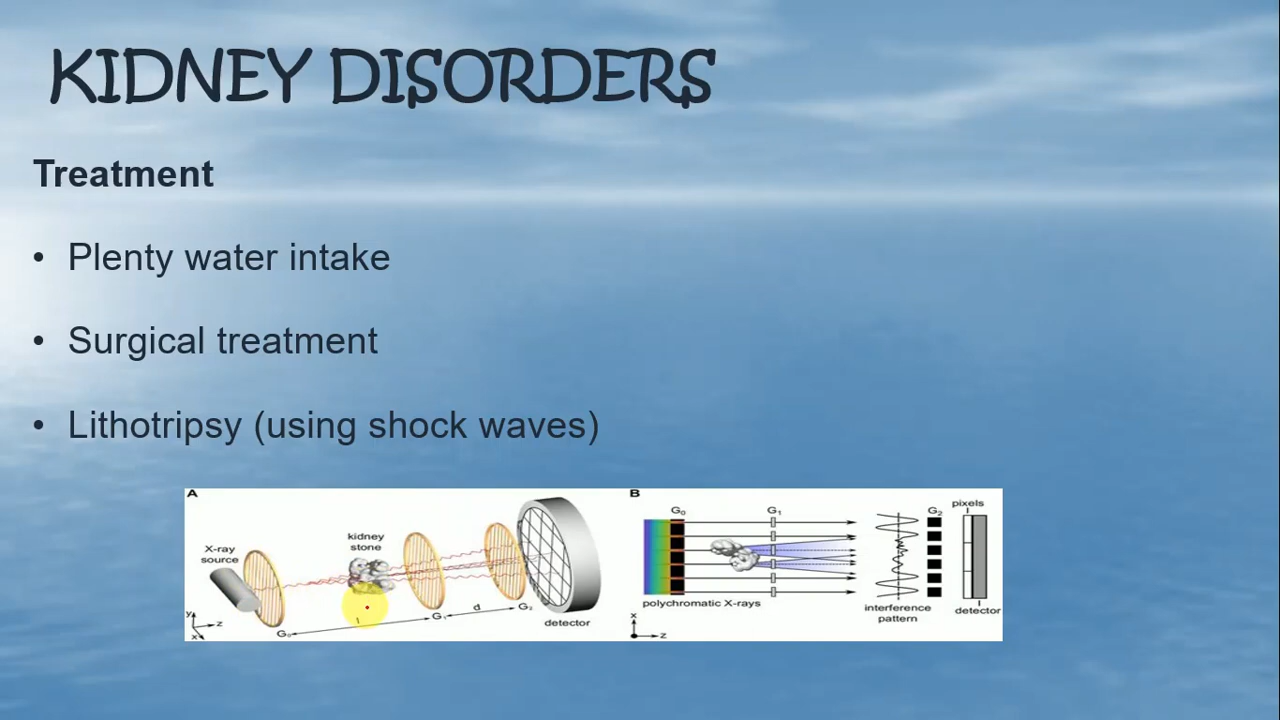 KIDNEY DISORDERS
Treatment
• Plenty water intake
• Surgical treatment
• Lithotripsy (using shock waves)
A
X-ray
source
kidney
stone
y
z
x
G₀
l
G₁
d
G₂
detector
B
G₀
G₁
G₂
pixels
polychromatic X-rays
interference
pattern
detector
x
z